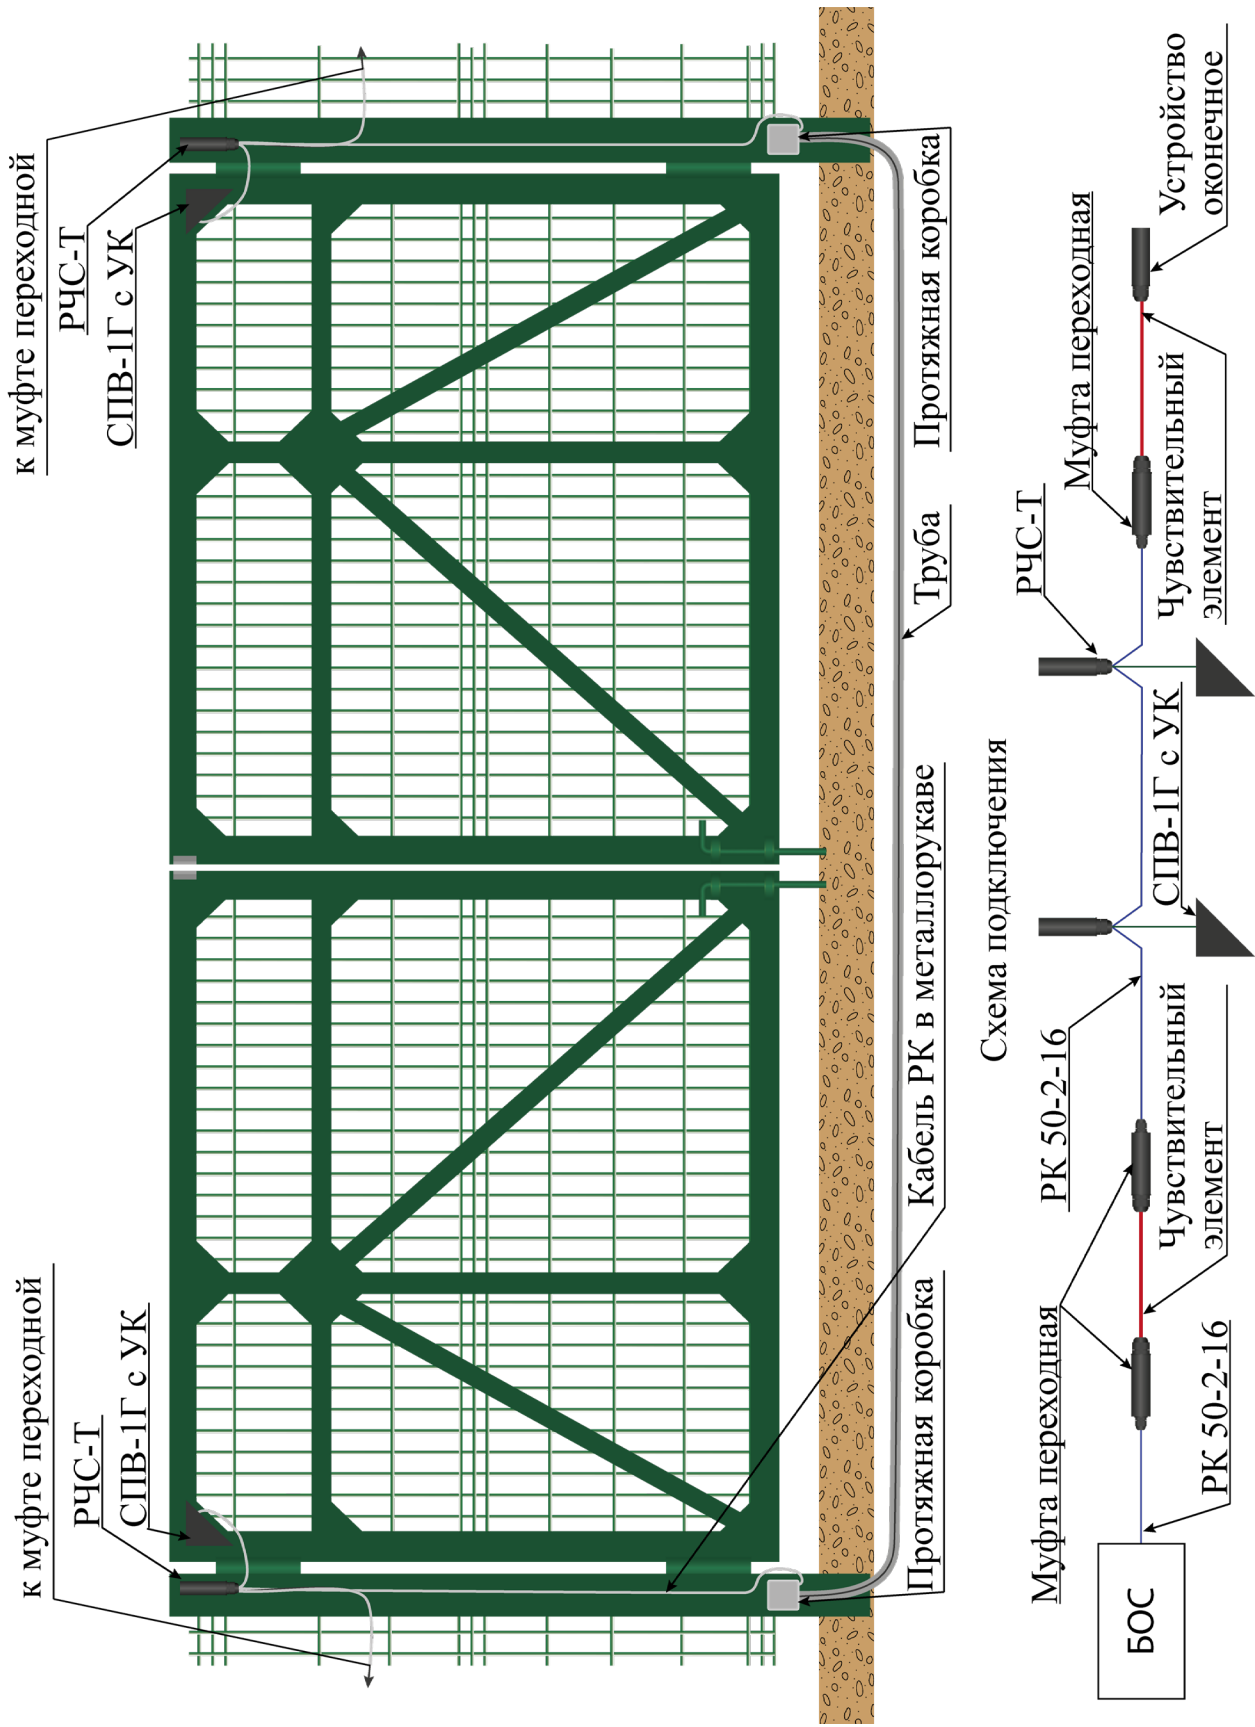 к муфте переходной
РЧС-Т
СПВ-1Г с УК
к муфте переходной
РЧС-Т
СПВ-1Г с УК
Протяжная коробка
Кабель РК в металлорукаве
Труба
Протяжная коробка
Схема подключения
Муфта переходная
РК 50-2-16
РЧС-Т
Муфта переходная
БОС
РК 50-2-16
Чувствительный
элемент
СПВ-1Г с УК
Чувствительный
элемент
Устройство
оконечное